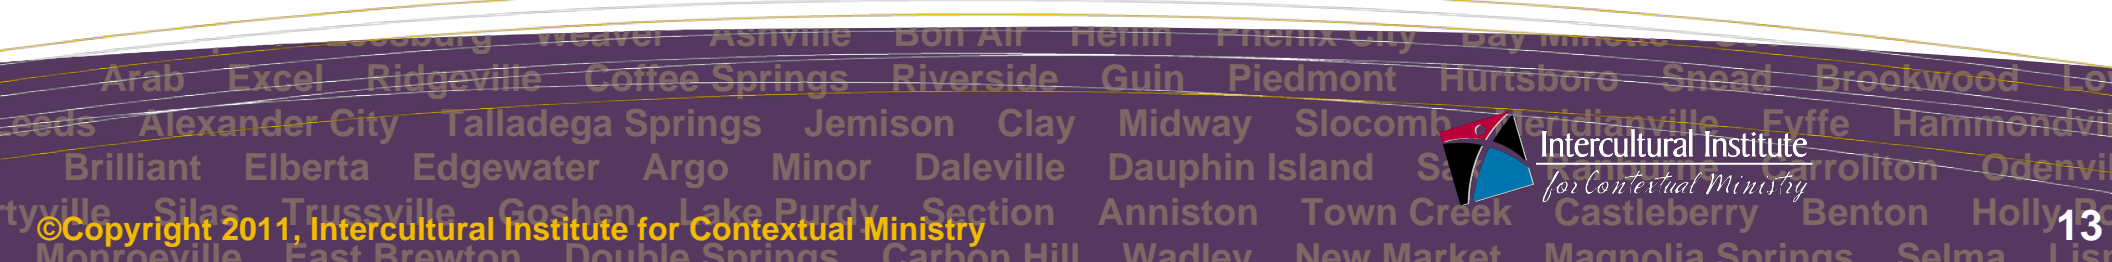 Leesburg Weaver Ashville Bon Air Heflin Phenix City Bay Minette
Arab Excel Ridgeville Coffee Springs Riverside Guin Piedmont Hurtsboro Snead Brookwood
Alexander City Talladega Springs Jemison Clay Midway Slocomb Fyffe
Intercultural Institute
Brilliant Elberta Edgewater Argo Minor Daleville Dauphin Island Carrollton
for Contextual Ministry
Silas Trussville Goshen Lake Purdy Section Anniston Town Creek Castleberry Benton Holly
©Copyright 2011, Intercultural Institute for Contextual Ministry
13
Monroeville East Brewton Double Springs Carbon Hill Wadley New Market Magnolia Springs Selma